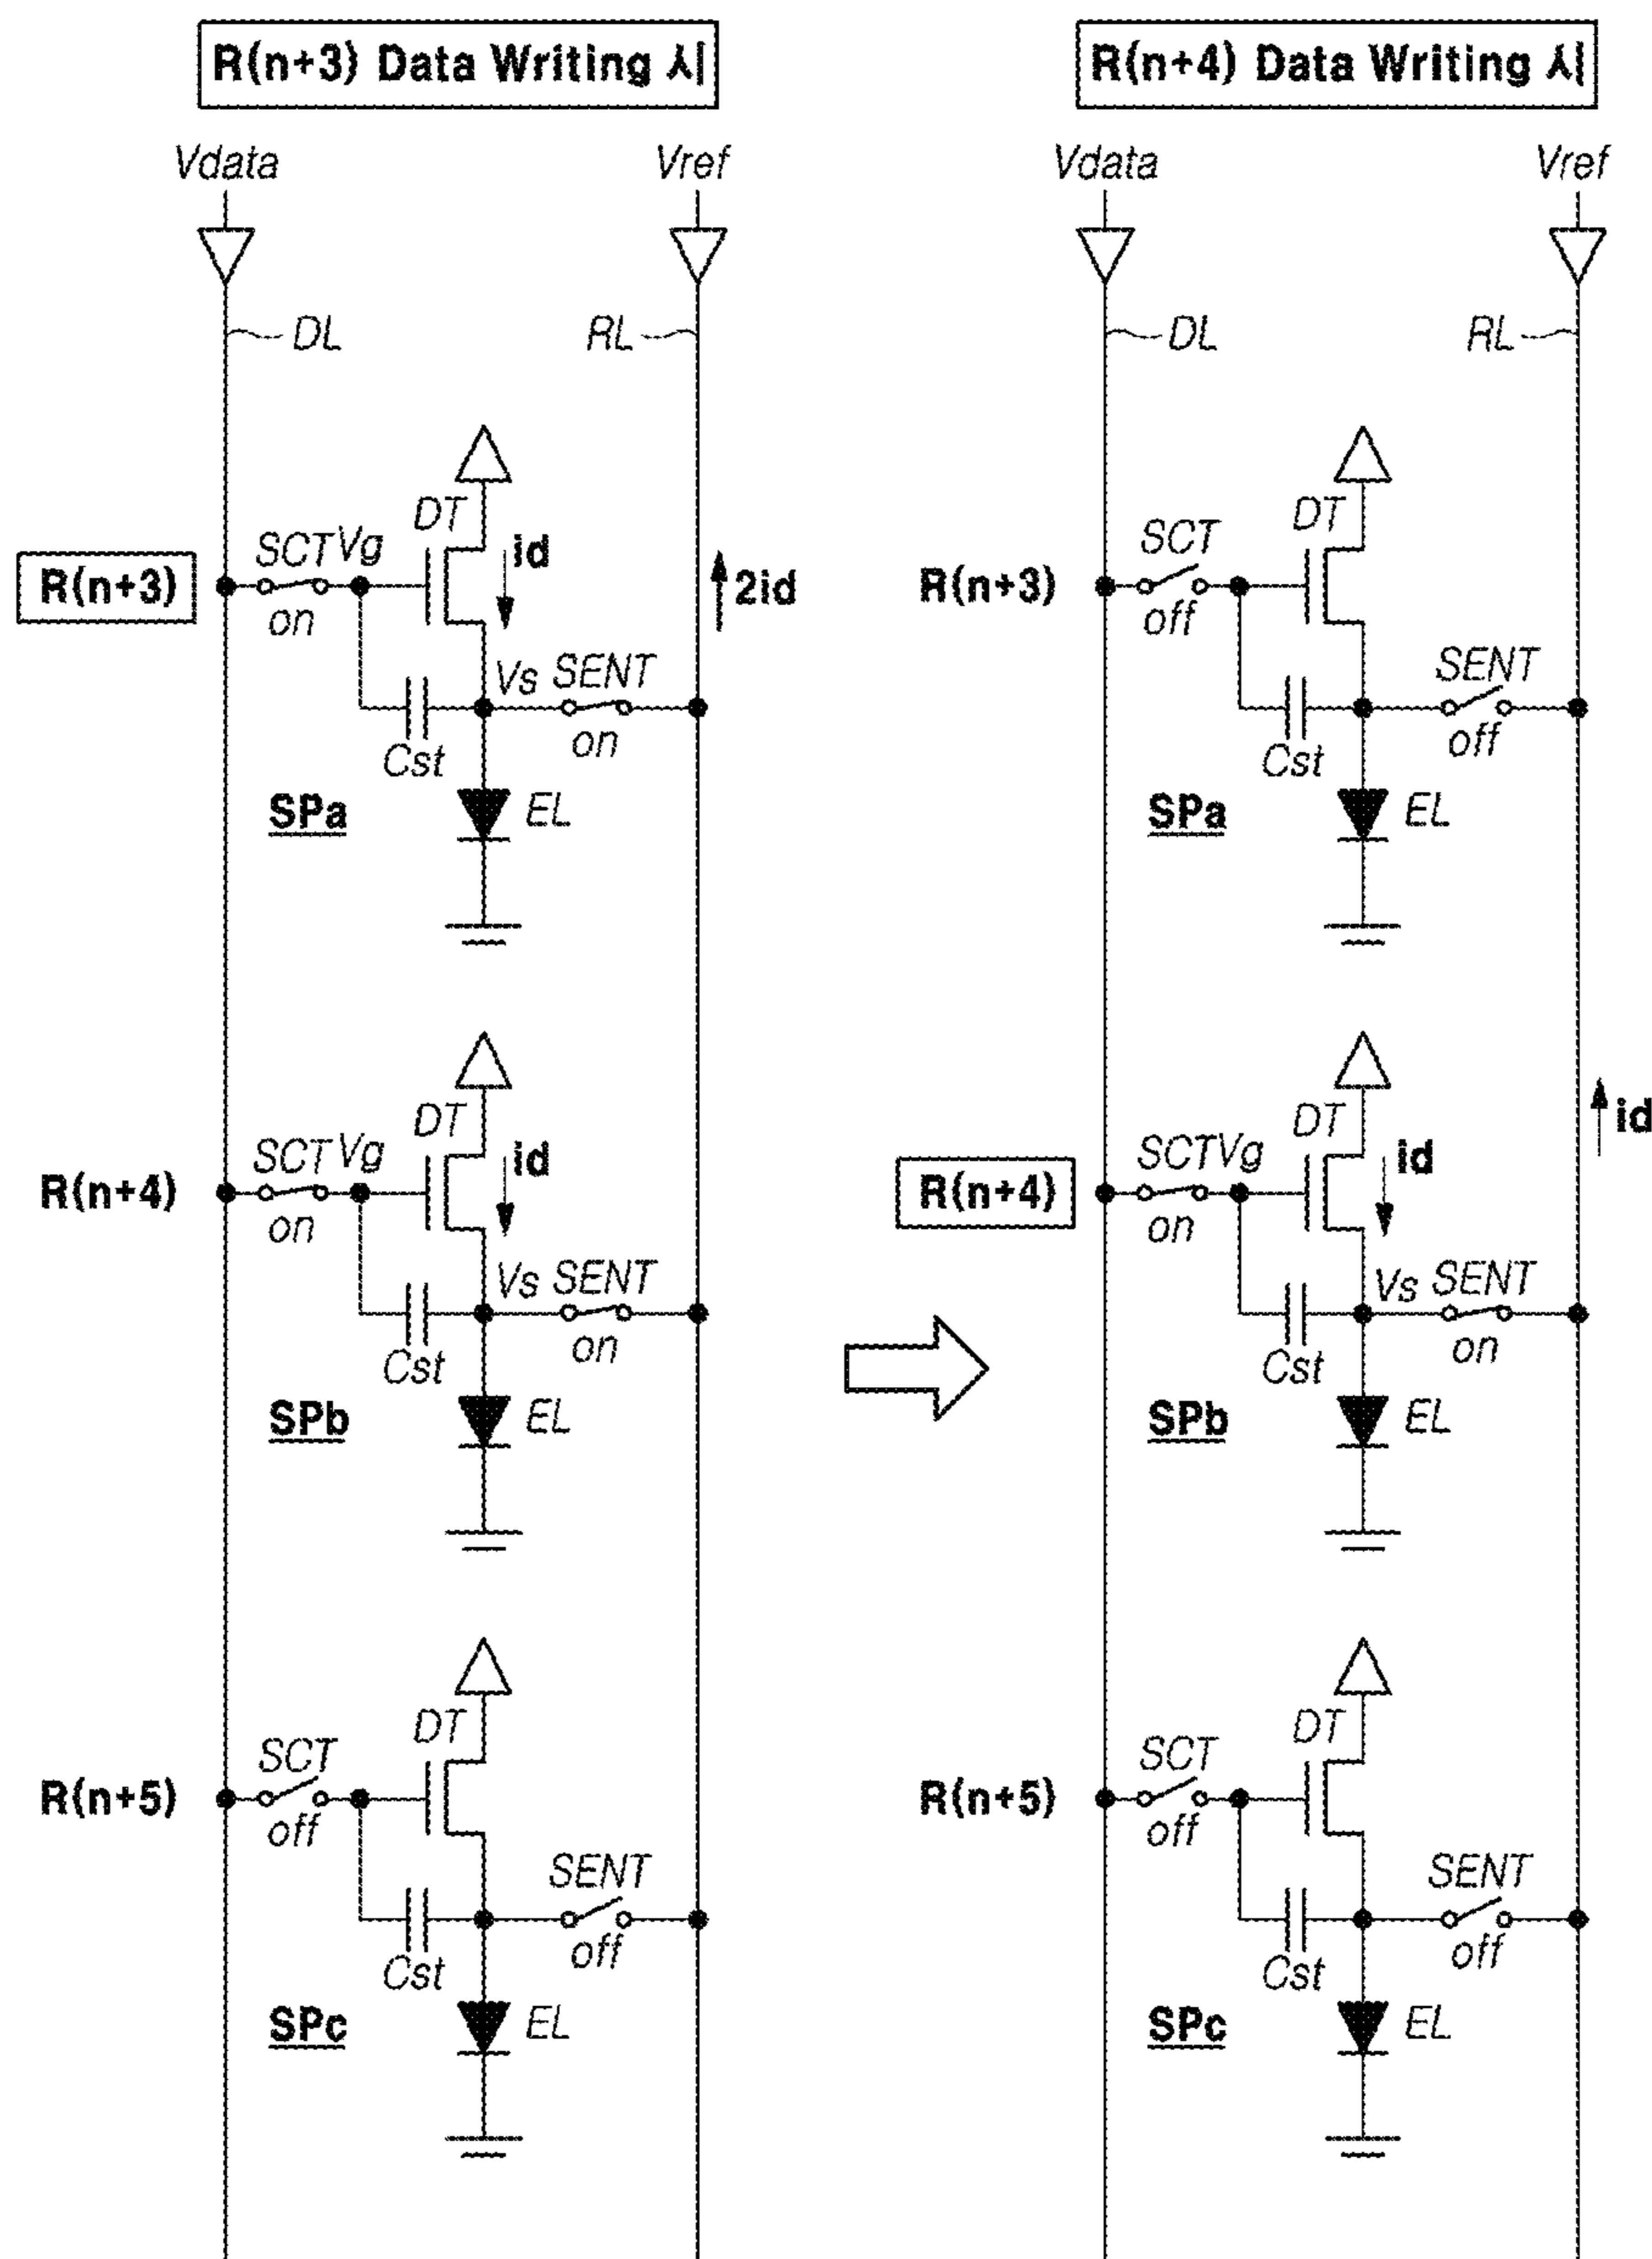 R(n+3) Data Writing 시
Vdata
Vref
DL
RL
DT
id
SCT Vg
R(n+3)
on
2id
Vs SENT
on
Cst
SPa
EL
DT
id
SCT Vg
R(n+4)
on
Vs SENT
on
Cst
SPb
EL
DT
SCT
R(n+5)
off
SENT
off
Cst
SPc
EL
R(n+4) Data Writing 시
Vdata
Vref
DL
RL
DT
SCT
R(n+3)
off
SENT
off
Cst
SPa
EL
DT
id
id
SCT Vg
R(n+4)
on
Vs SENT
on
Cst
SPb
EL
DT
SCT
R(n+5)
off
SENT
off
Cst
SPc
EL